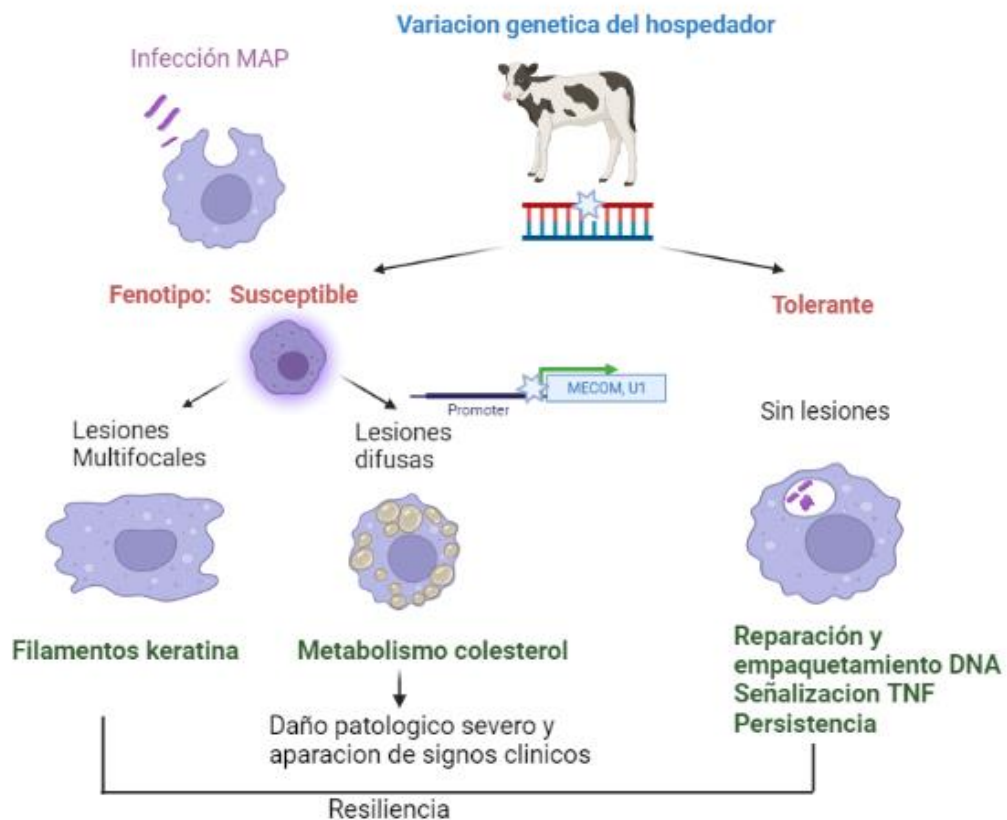 Variacion genetica del hospedador
Infección MAP
Fenotipo: Susceptible
Tolerante
MECOM, U1
Promoter
Lesiones
Multifocales
Lesiones
difusas
Sin lesiones
Filamentos keratina
Metabolismo colesterol
Reparación y
empaquetamiento DNA
Señalizacion TNF
Persistencia
Daño patologico severo y
aparacion de signos clinicos
Resiliencia